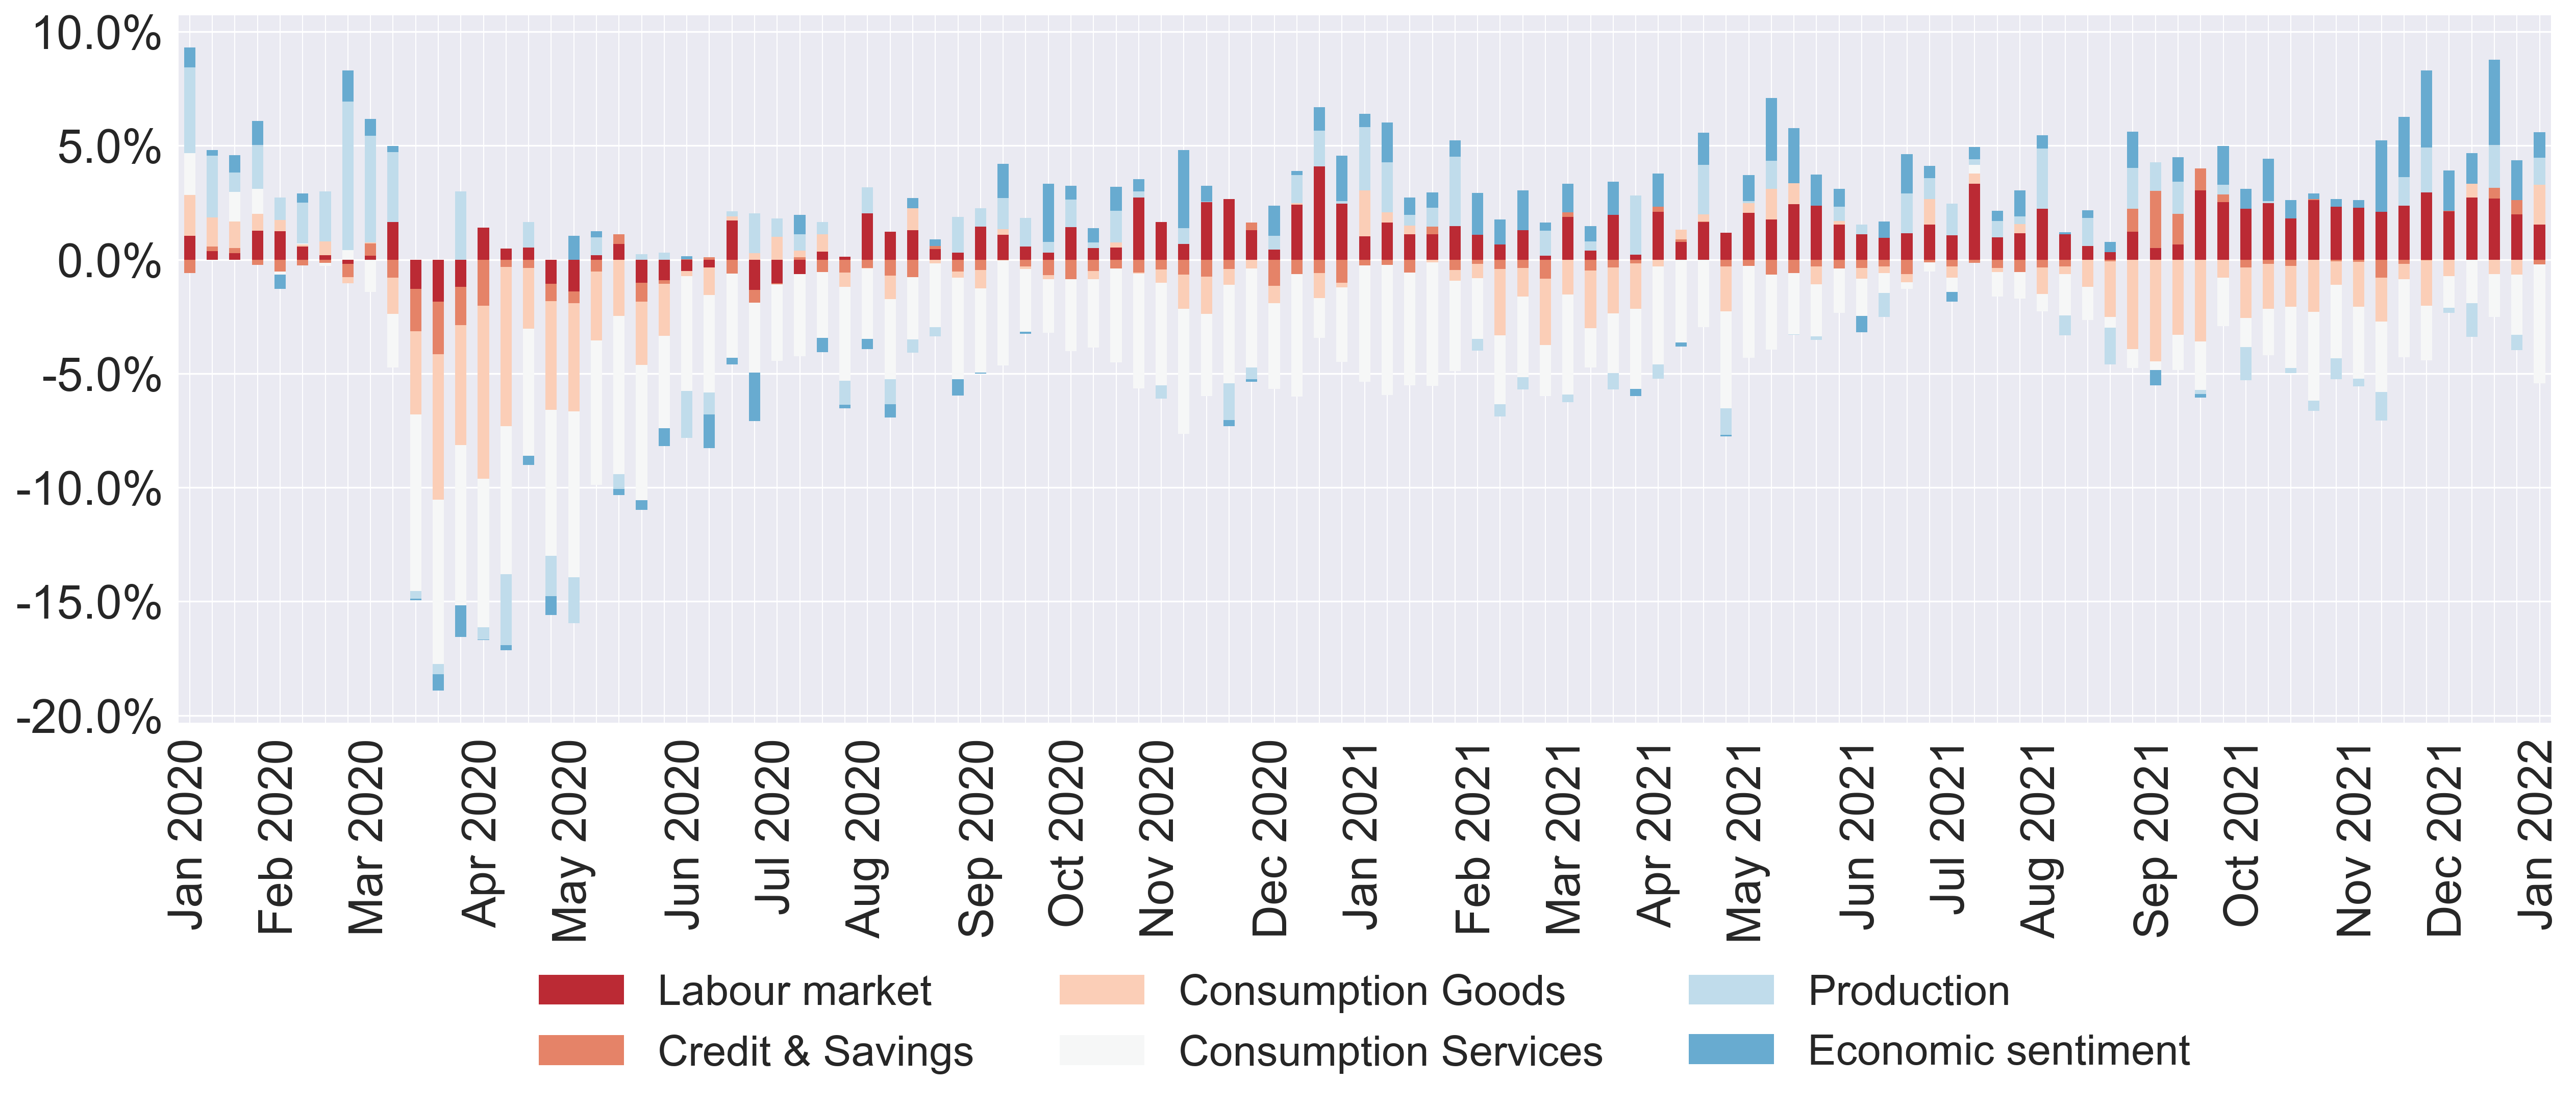 10.0%
5.0%
0.0%
-5.0%
-10.0%
-15.0%
-20.0%
Jan 2020
Feb 2020
Mar 2020
Apr 2020
May 2020
Jun 2020
Jul 2020
Aug 2020
Sep 2020
Oct 2020
Nov 2020
Dec 2020
Jan 2021
Feb 2021
Mar 2021
Apr 2021
May 2021
Jun 2021
Jul 2021
Aug 2021
Sep 2021
Oct 2021
Nov 2021
Dec 2021
Jan 2022
Labour market
Consumption Goods
Production
Credit & Savings
Consumption Services
Economic sentiment